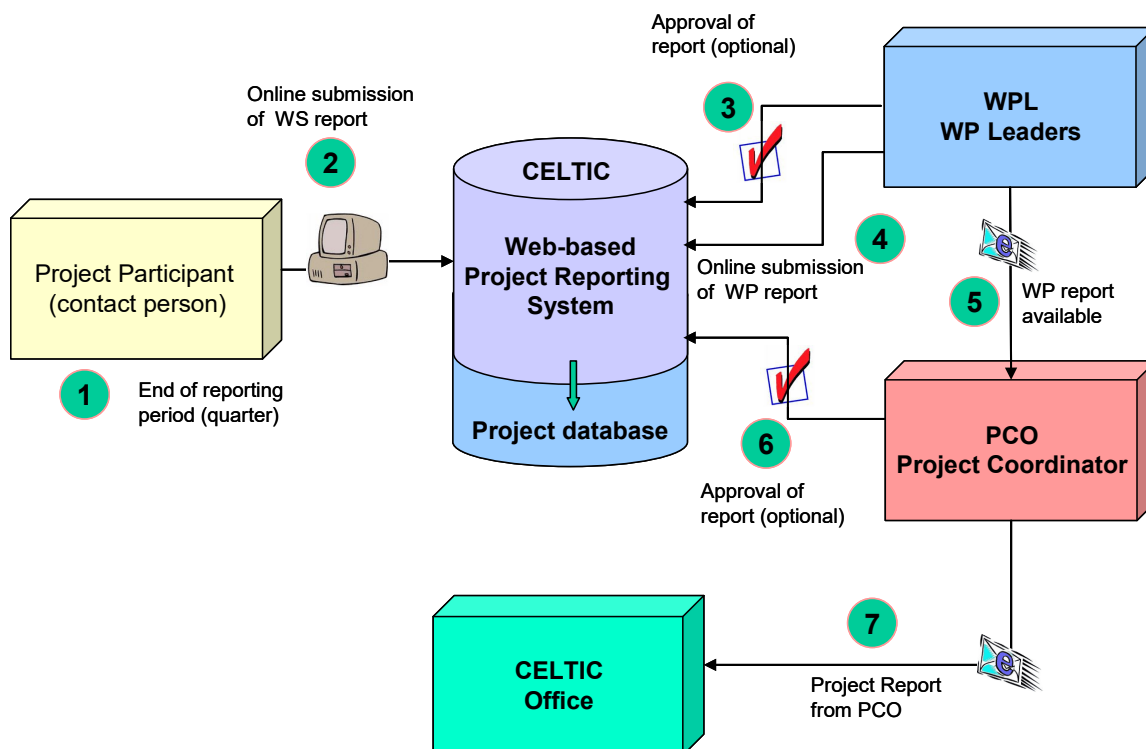 Approval of
report (optional)
3
WPL
WP Leaders
Online submission
of WS report
2
CELTIC
Web-based
Project Reporting
System
Project database
Project Participant
(contact person)
1
End of reporting
period (quarter)
4
Online submission
of WP report
e
5
WP report
available
6
Approval of
report (optional)
PCO
Project Coordinator
7
Project Report
from PCO
e
CELTIC
Office